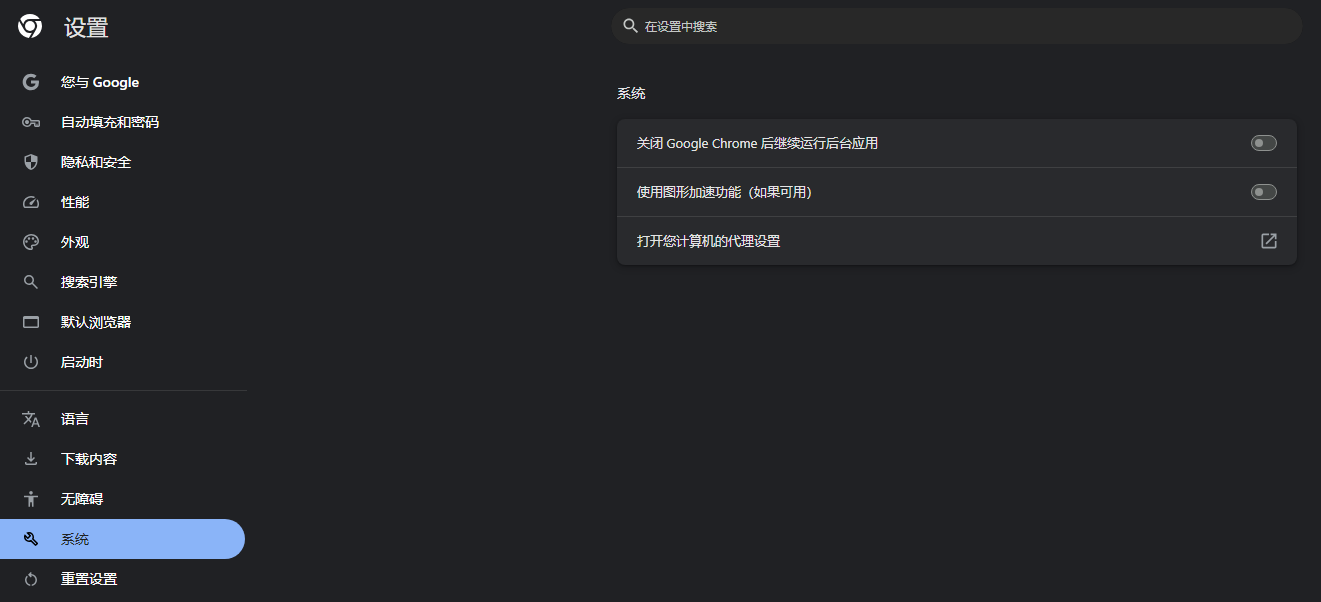 设置
在设置中搜索
您与 Google
自动填充和密码
隐私和安全
性能
外观
搜索引擎
默认浏览器
启动时
语言
下载内容
无障碍
系统
重置设置
系统
关闭 Google Chrome 后继续运行后台应用
使用图形加速功能（如果可用）
打开您计算机的代理设置